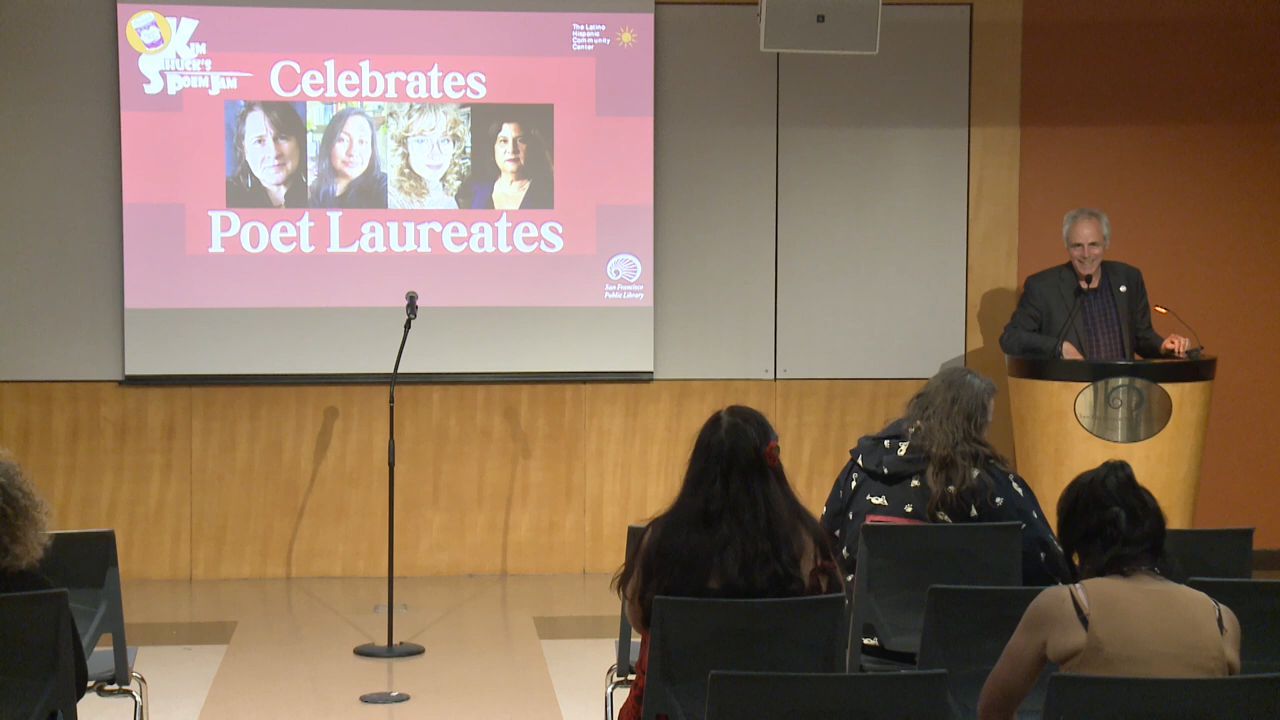 Kim
Shuck's
Poem Jam
The Latino
Hispanic
Community
Center
Celebrates
Poet Laureates
San Francisco
Public Library